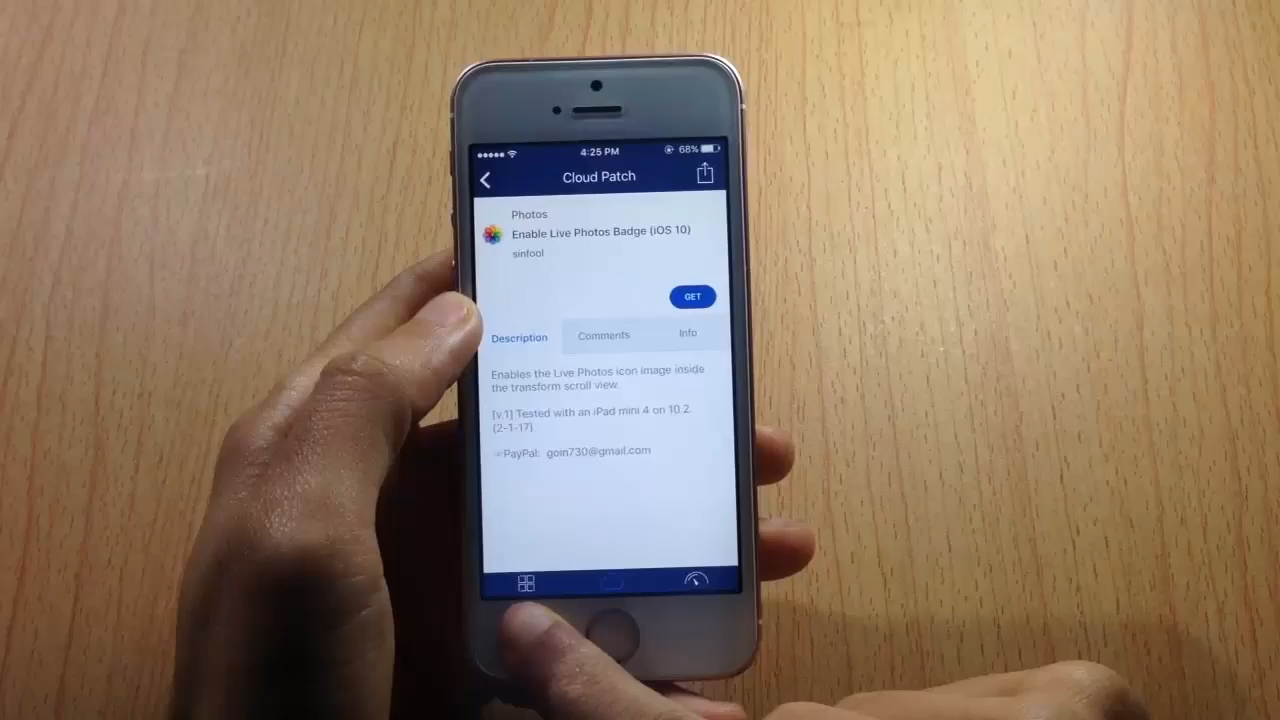 4:25 PM
68%
Cloud Patch
Photos
Enable Live Photos Badge (iOS 10)
sinfool
GET
Description
Comments
Info
Enables the Live Photos icon image inside
the transform scroll view.
[v.1] Tested with an iPad mini 4 on 10.2.
(2-1-17)
☞PayPal: goin730@gmail.com